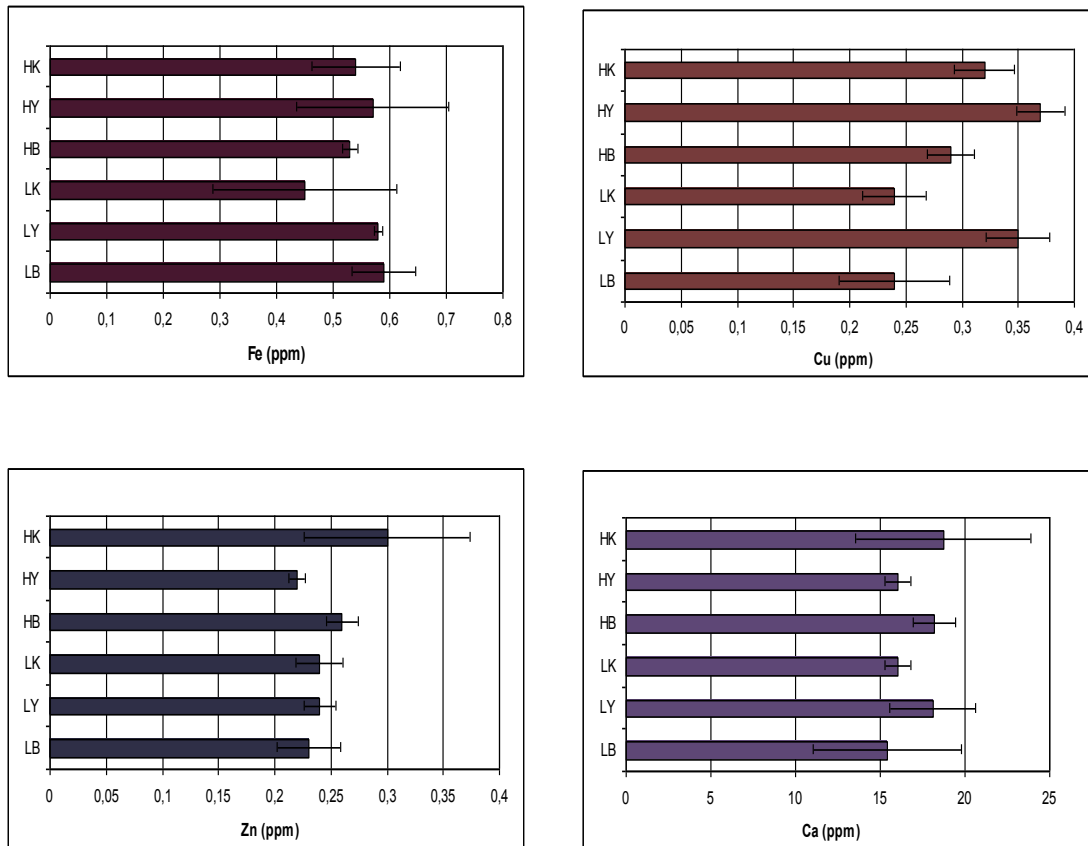 HK
HY
HB
LK
LY
LB
0 0,1 0,2 0,3 0,4 0,5 0,6 0,7 0,8
Fe (ppm)
HK
HY
HB
LK
LY
LB
0 0,05 0,1 0,15 0,2 0,25 0,3 0,35 0,4
Cu (ppm)
HK
HY
HB
LK
LY
LB
0 0,05 0,1 0,15 0,2 0,25 0,3 0,35 0,4
Zn (ppm)
HK
HY
HB
LK
LY
LB
0 5 10 15 20 25
Ca (ppm)